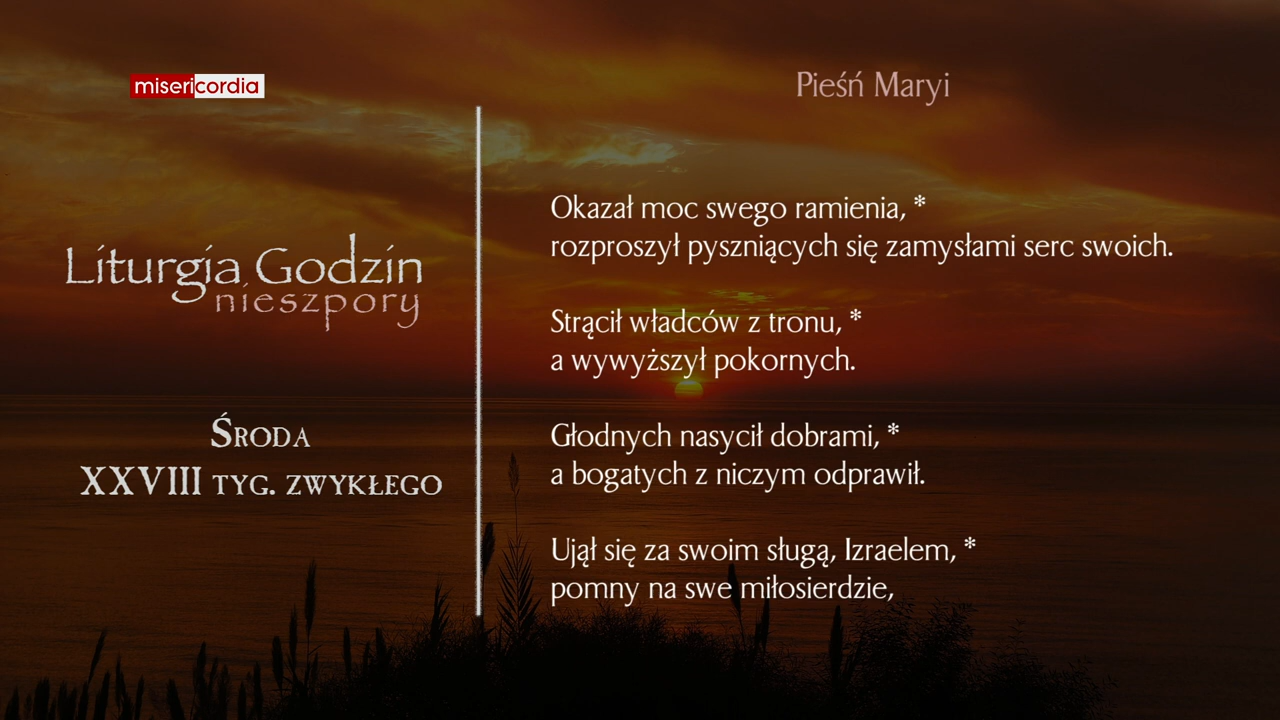 misericordia
Liturgia Godzin
nieszpory
Środa
XXVIII tyg. zwykłego
Pieśń Maryi
Okazał moc swego ramienia, *
rozproszył pyszniących się zamysłami serc swoich.
Strącił władców z tronu, *
a wywyższył pokornych.
Głodnych nasycił dobrami, *
a bogatych z niczym odprawił.
Ujął się za swoim sługą, Izraelem, *
pomny na swe miłosierdzie,